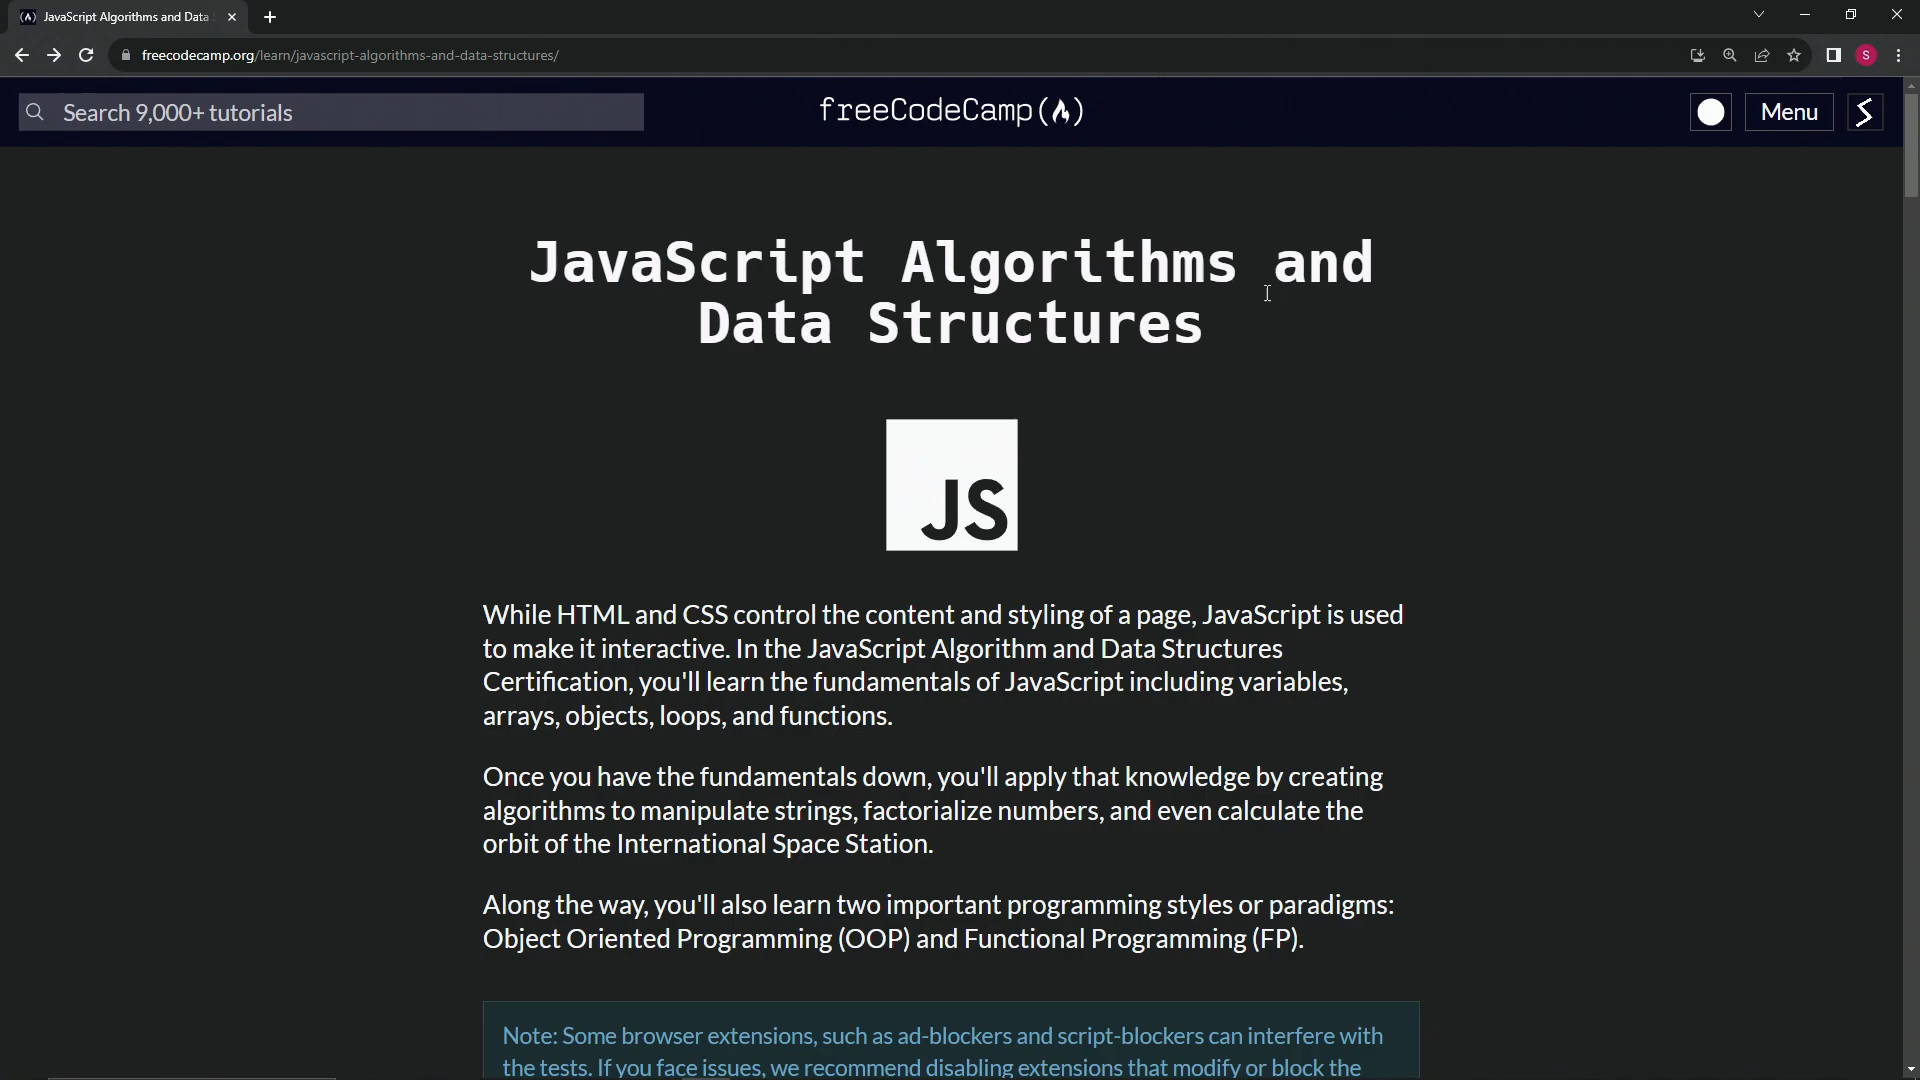 JavaScript Algorithms and Data
freecodecamp.org/learn/javascript-algorithms-and-data-structures/
S
Search 9,000+ tutorials
freeCodeCamp(🔥)
Menu
JavaScript Algorithms and
Data Structures
JS
While HTML and CSS control the content and styling of a page, JavaScript is used
to make it interactive. In the JavaScript Algorithm and Data Structures
Certification, you'll learn the fundamentals of JavaScript including variables,
arrays, objects, loops, and functions.
Once you have the fundamentals down, you'll apply that knowledge by creating
algorithms to manipulate strings, factorialize numbers, and even calculate the
orbit of the International Space Station.
Along the way, you'll also learn two important programming styles or paradigms:
Object Oriented Programming (OOP) and Functional Programming (FP).
Note: Some browser extensions, such as ad-blockers and script-blockers can interfere with
the tests. If you face issues, we recommend disabling extensions that modify or block the